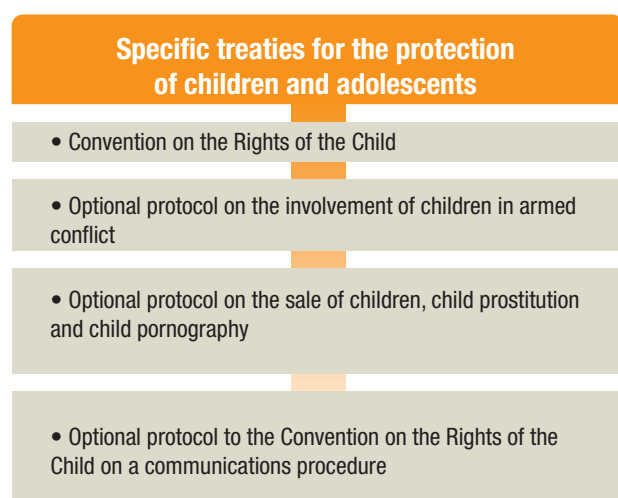 Specific treaties for the protection
of children and adolescents
• Convention on the Rights of the Child
• Optional protocol on the involvement of children in armed
conflict
• Optional protocol on the sale of children, child prostitution
and child pornography
• Optional protocol to the Convention on the Rights of the
Child on a communications procedure